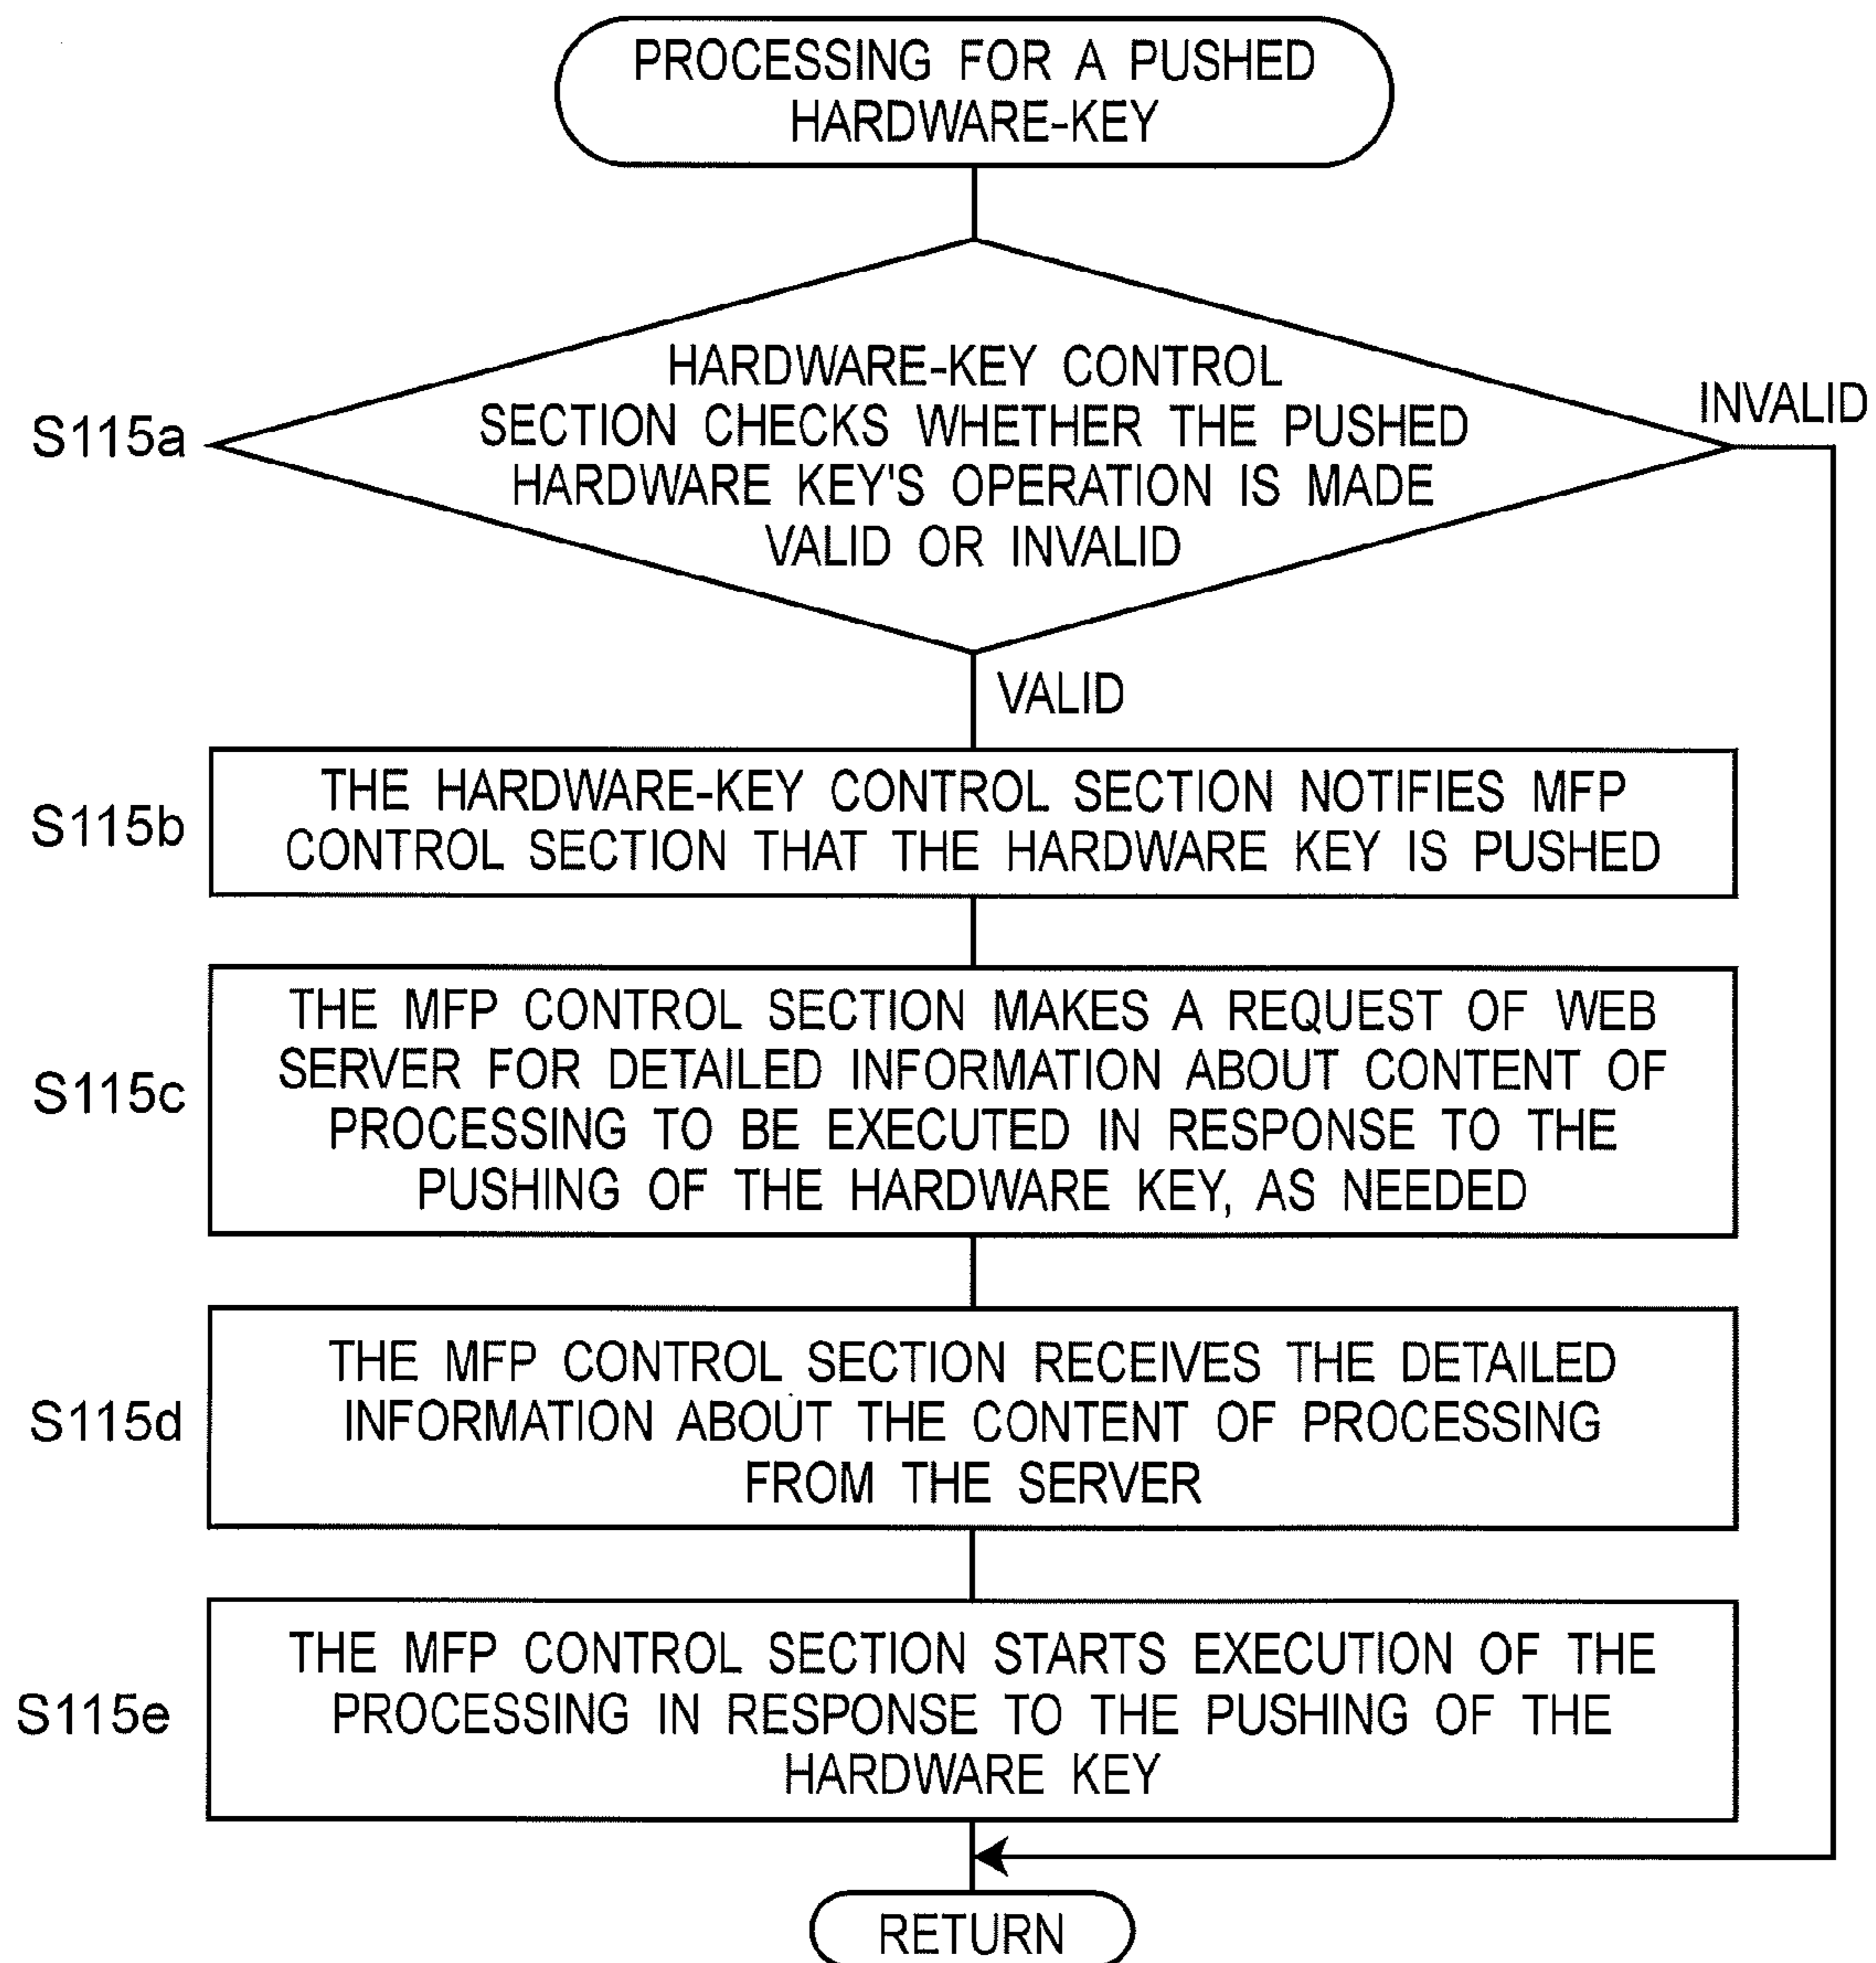 PROCESSING FOR A PUSHED
HARDWARE-KEY
HARDWARE-KEY CONTROL
SECTION CHECKS WHETHER THE PUSHED
HARDWARE KEY'S OPERATION IS MADE
VALID OR INVALID
S115a
INVALID
VALID
S115b
THE HARDWARE-KEY CONTROL SECTION NOTIFIES MFP
CONTROL SECTION THAT THE HARDWARE KEY IS PUSHED
S115c
THE MFP CONTROL SECTION MAKES A REQUEST OF WEB
SERVER FOR DETAILED INFORMATION ABOUT CONTENT OF
PROCESSING TO BE EXECUTED IN RESPONSE TO THE
PUSHING OF THE HARDWARE KEY, AS NEEDED
S115d
THE MFP CONTROL SECTION RECEIVES THE DETAILED
INFORMATION ABOUT THE CONTENT OF PROCESSING
FROM THE SERVER
S115e
THE MFP CONTROL SECTION STARTS EXECUTION OF THE
PROCESSING IN RESPONSE TO THE PUSHING OF THE
HARDWARE KEY
RETURN